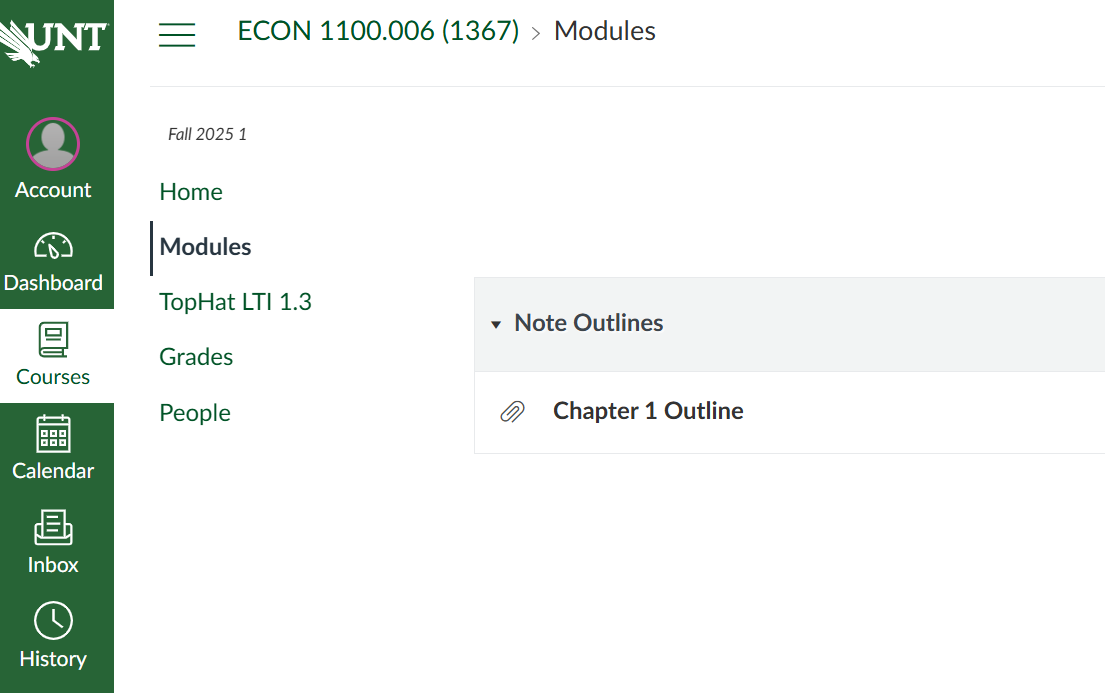 UNT
ECON 1100.006 (1367) > Modules
Account
Dashboard
Courses
Calendar
Inbox
History
Fall 2025 1
Home
Modules
TopHat LTI 1.3
Grades
People
Note Outlines
Chapter 1 Outline